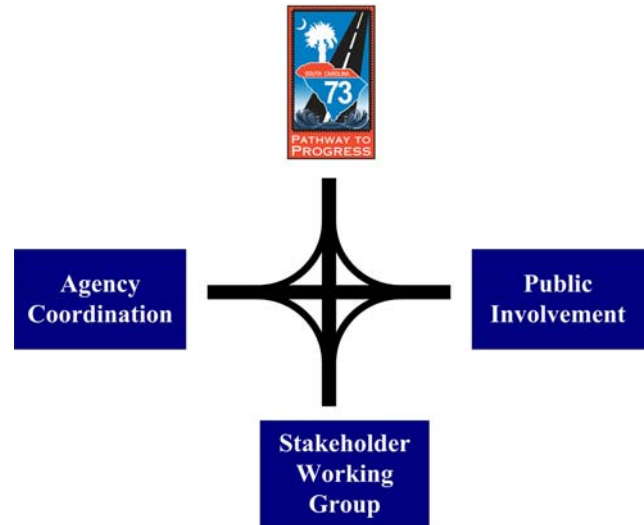 SOUTH CAROLINA
73
PATHWAY TO
PROGRESS
Agency
Coordination
Public
Involvement
Stakeholder
Working
Group